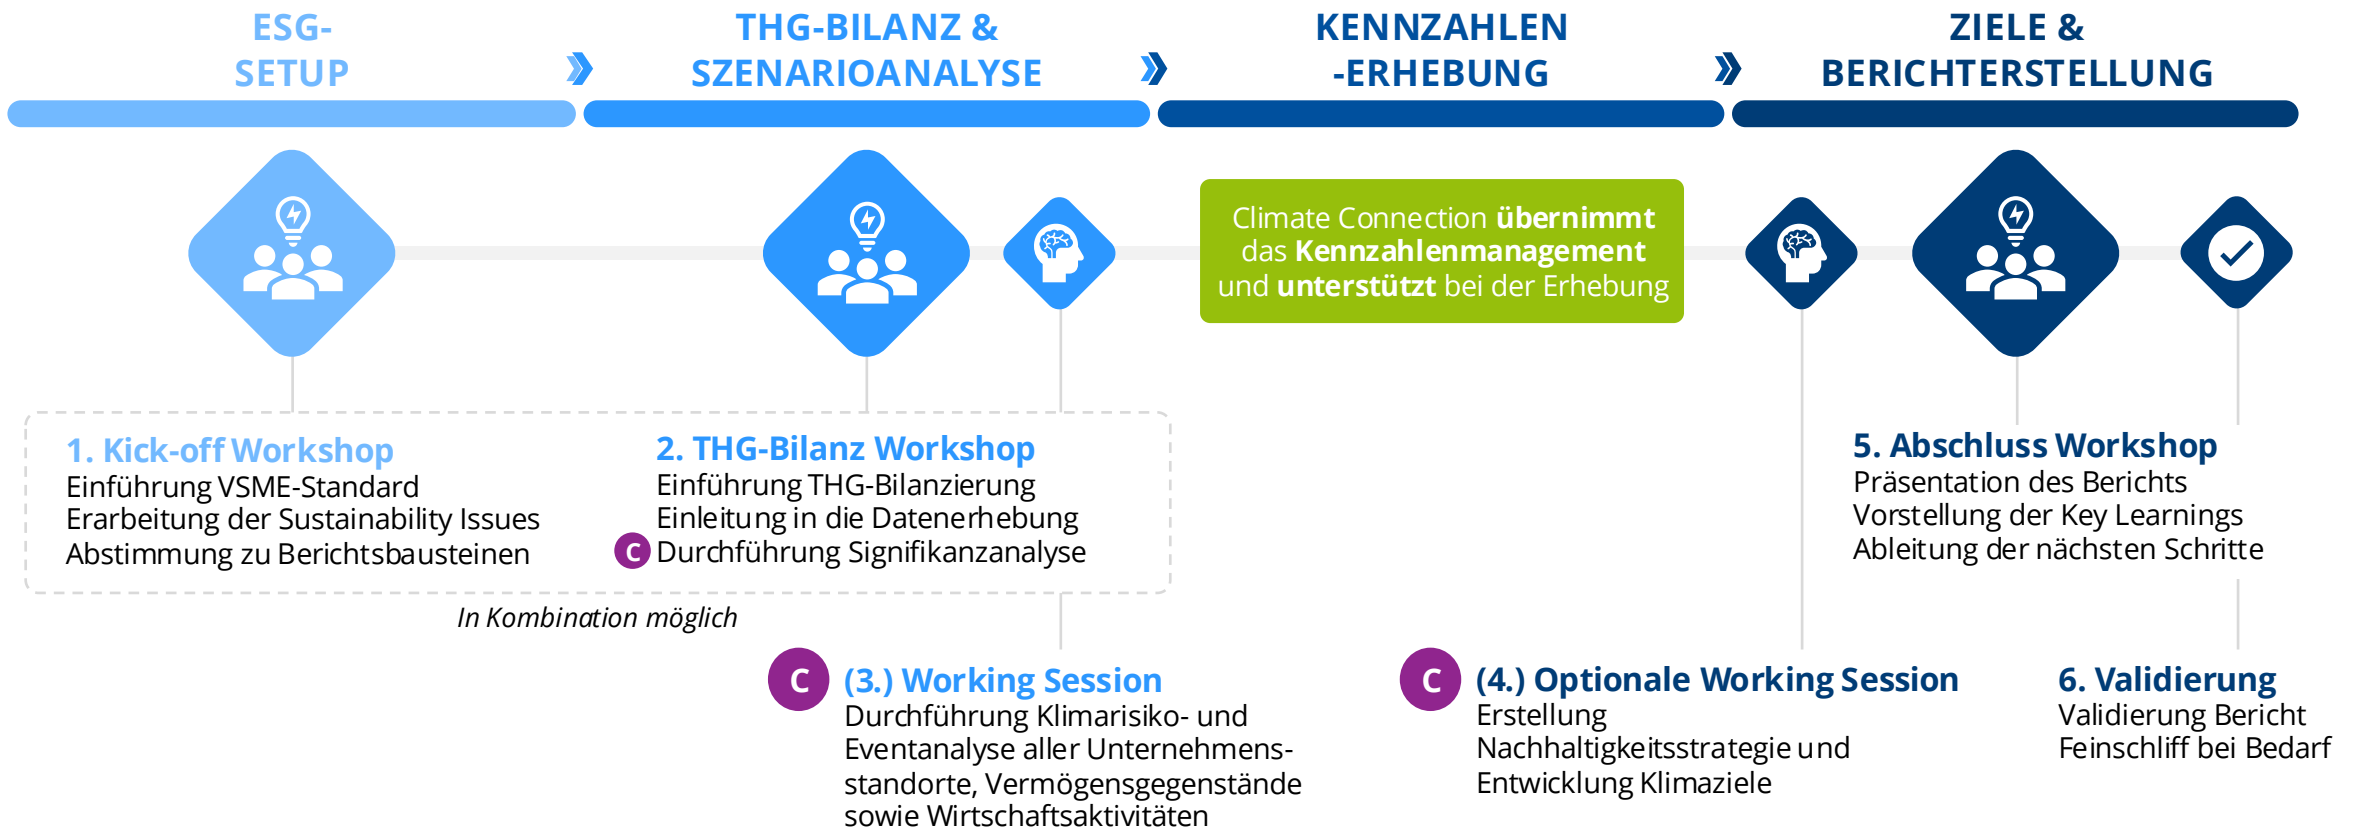 ESG-
SETUP
THG-BILANZ &
SZENARIOANALYSE
KENNZAHLEN
-ERHEBUNG
ZIELE &
BERICHTERSTELLUNG
Climate Connection übernimmt
das Kennzahlenmanagement
und unterstützt bei der Erhebung
1. Kick-off Workshop
Einführung VSME-Standard
Erarbeitung der Sustainability Issues
Abstimmung zu Berichtsbausteinen
2. THG-Bilanz Workshop
Einführung THG-Bilanzierung
Einleitung in die Datenerhebung
C Durchführung Signifikanzanalyse
In Kombination möglich
C (3.) Working Session
Durchführung Klimarisiko- und
Eventanalyse aller Unternehmens-
standorte, Vermögensgegenstände
sowie Wirtschaftsaktivitäten
C (4.) Optionale Working Session
Erstellung
Nachhaltigkeitsstrategie und
Entwicklung Klimaziele
5. Abschluss Workshop
Präsentation des Berichts
Vorstellung der Key Learnings
Ableitung der nächsten Schritte
6. Validierung
Validierung Bericht
Feinschliff bei Bedarf